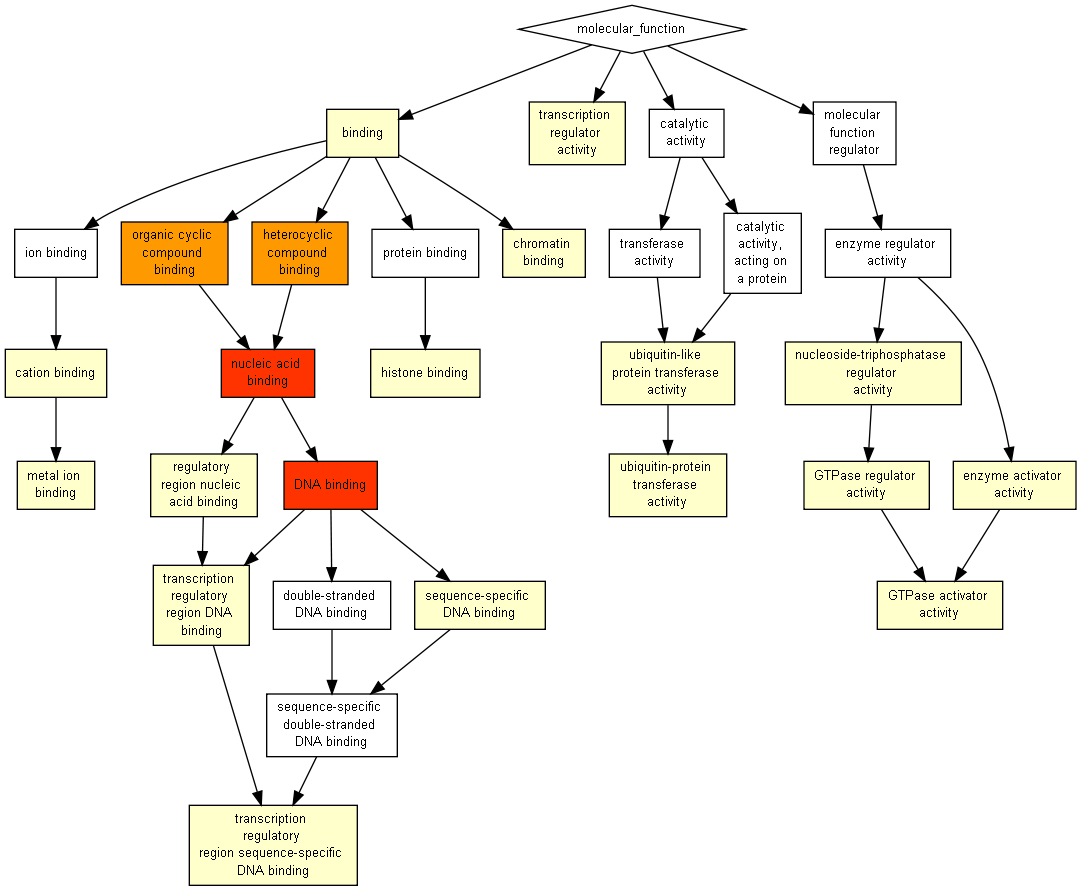 molecular_function
binding
transcription
regulator
activity
catalytic
activity
molecular
function
regulator
ion binding
organic cyclic
compound
binding
heterocyclic
compound
binding
protein binding
chromatin
binding
transferase
activity
catalytic
activity,
acting on
a protein
enzyme regulator
activity
cation binding
nucleic acid
binding
histone binding
ubiquitin-like
protein transferase
activity
nucleoside-triphosphatase
regulator
activity
metal ion
binding
regulatory
region nucleic
acid binding
DNA binding
ubiquitin-protein
transferase
activity
GTPase regulator
activity
enzyme activator
activity
transcription
regulatory
region DNA
binding
double-stranded
DNA binding
sequence-specific
DNA binding
GTPase activator
activity
sequence-specific
double-stranded
DNA binding
transcription
regulatory
region sequence-specific
DNA binding